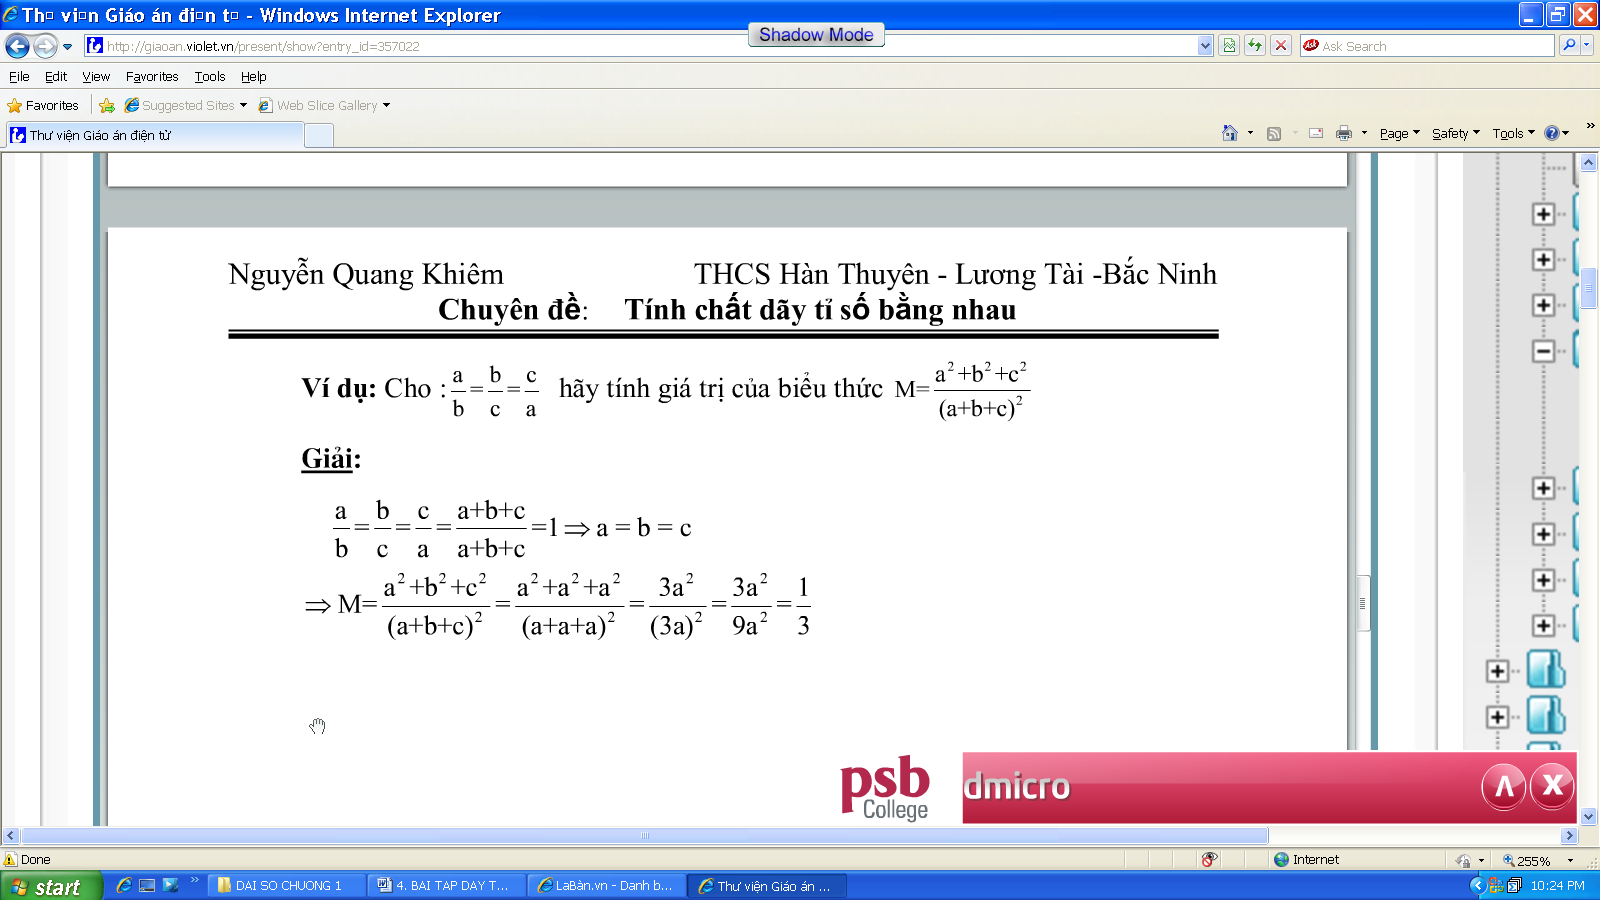 Thư viện Giáo án điện tử - Windows Internet Explorer
Shadow Mode
http://giaoan.violet.vn/present/show?entry_id=357022
Ask Search
File Edit View Favorites Tools Help
Favorites Suggested Sites Web Slice Gallery
Thư viện Giáo án điện tử
Page Safety Tools
Nguyễn Quang Khiêm THCS Hàn Thuyên - Lương Tài -Bắc Ninh
Chuyên đề: Tính chất dãy tỉ số bằng nhau
Ví dụ: Cho : a/b = b/c = c/a hãy tính giá trị của biểu thức M= (a²+b²+c²)/(a+b+c)²
Giải:
a/b = b/c = c/a = (a+b+c)/(a+b+c) =1 ⇒ a = b = c
⇒ M= (a²+b²+c²)/(a+b+c)² = (a²+a²+a²)/(a+a+a)² = 3a²/(3a)² = 3a²/9a² = 1/3
psb College
dmicro
Done Internet 255%
start DAI SO CHUONG 1 4. BAI TAP DAY T... LaBàn.vn - Danh b... Thư viện Giáo án ... 10:24 PM